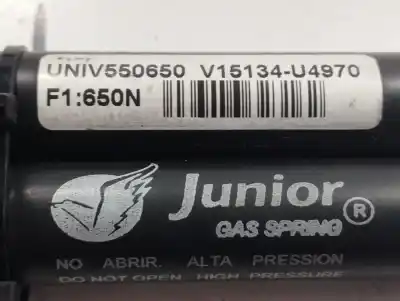 UNIV550650 V15134-U4970
F1:650N
Junior®
GAS SPRING
NO ABRIR. ALTA PRESSION
DO NOT OPEN. HIGH PRESSURE